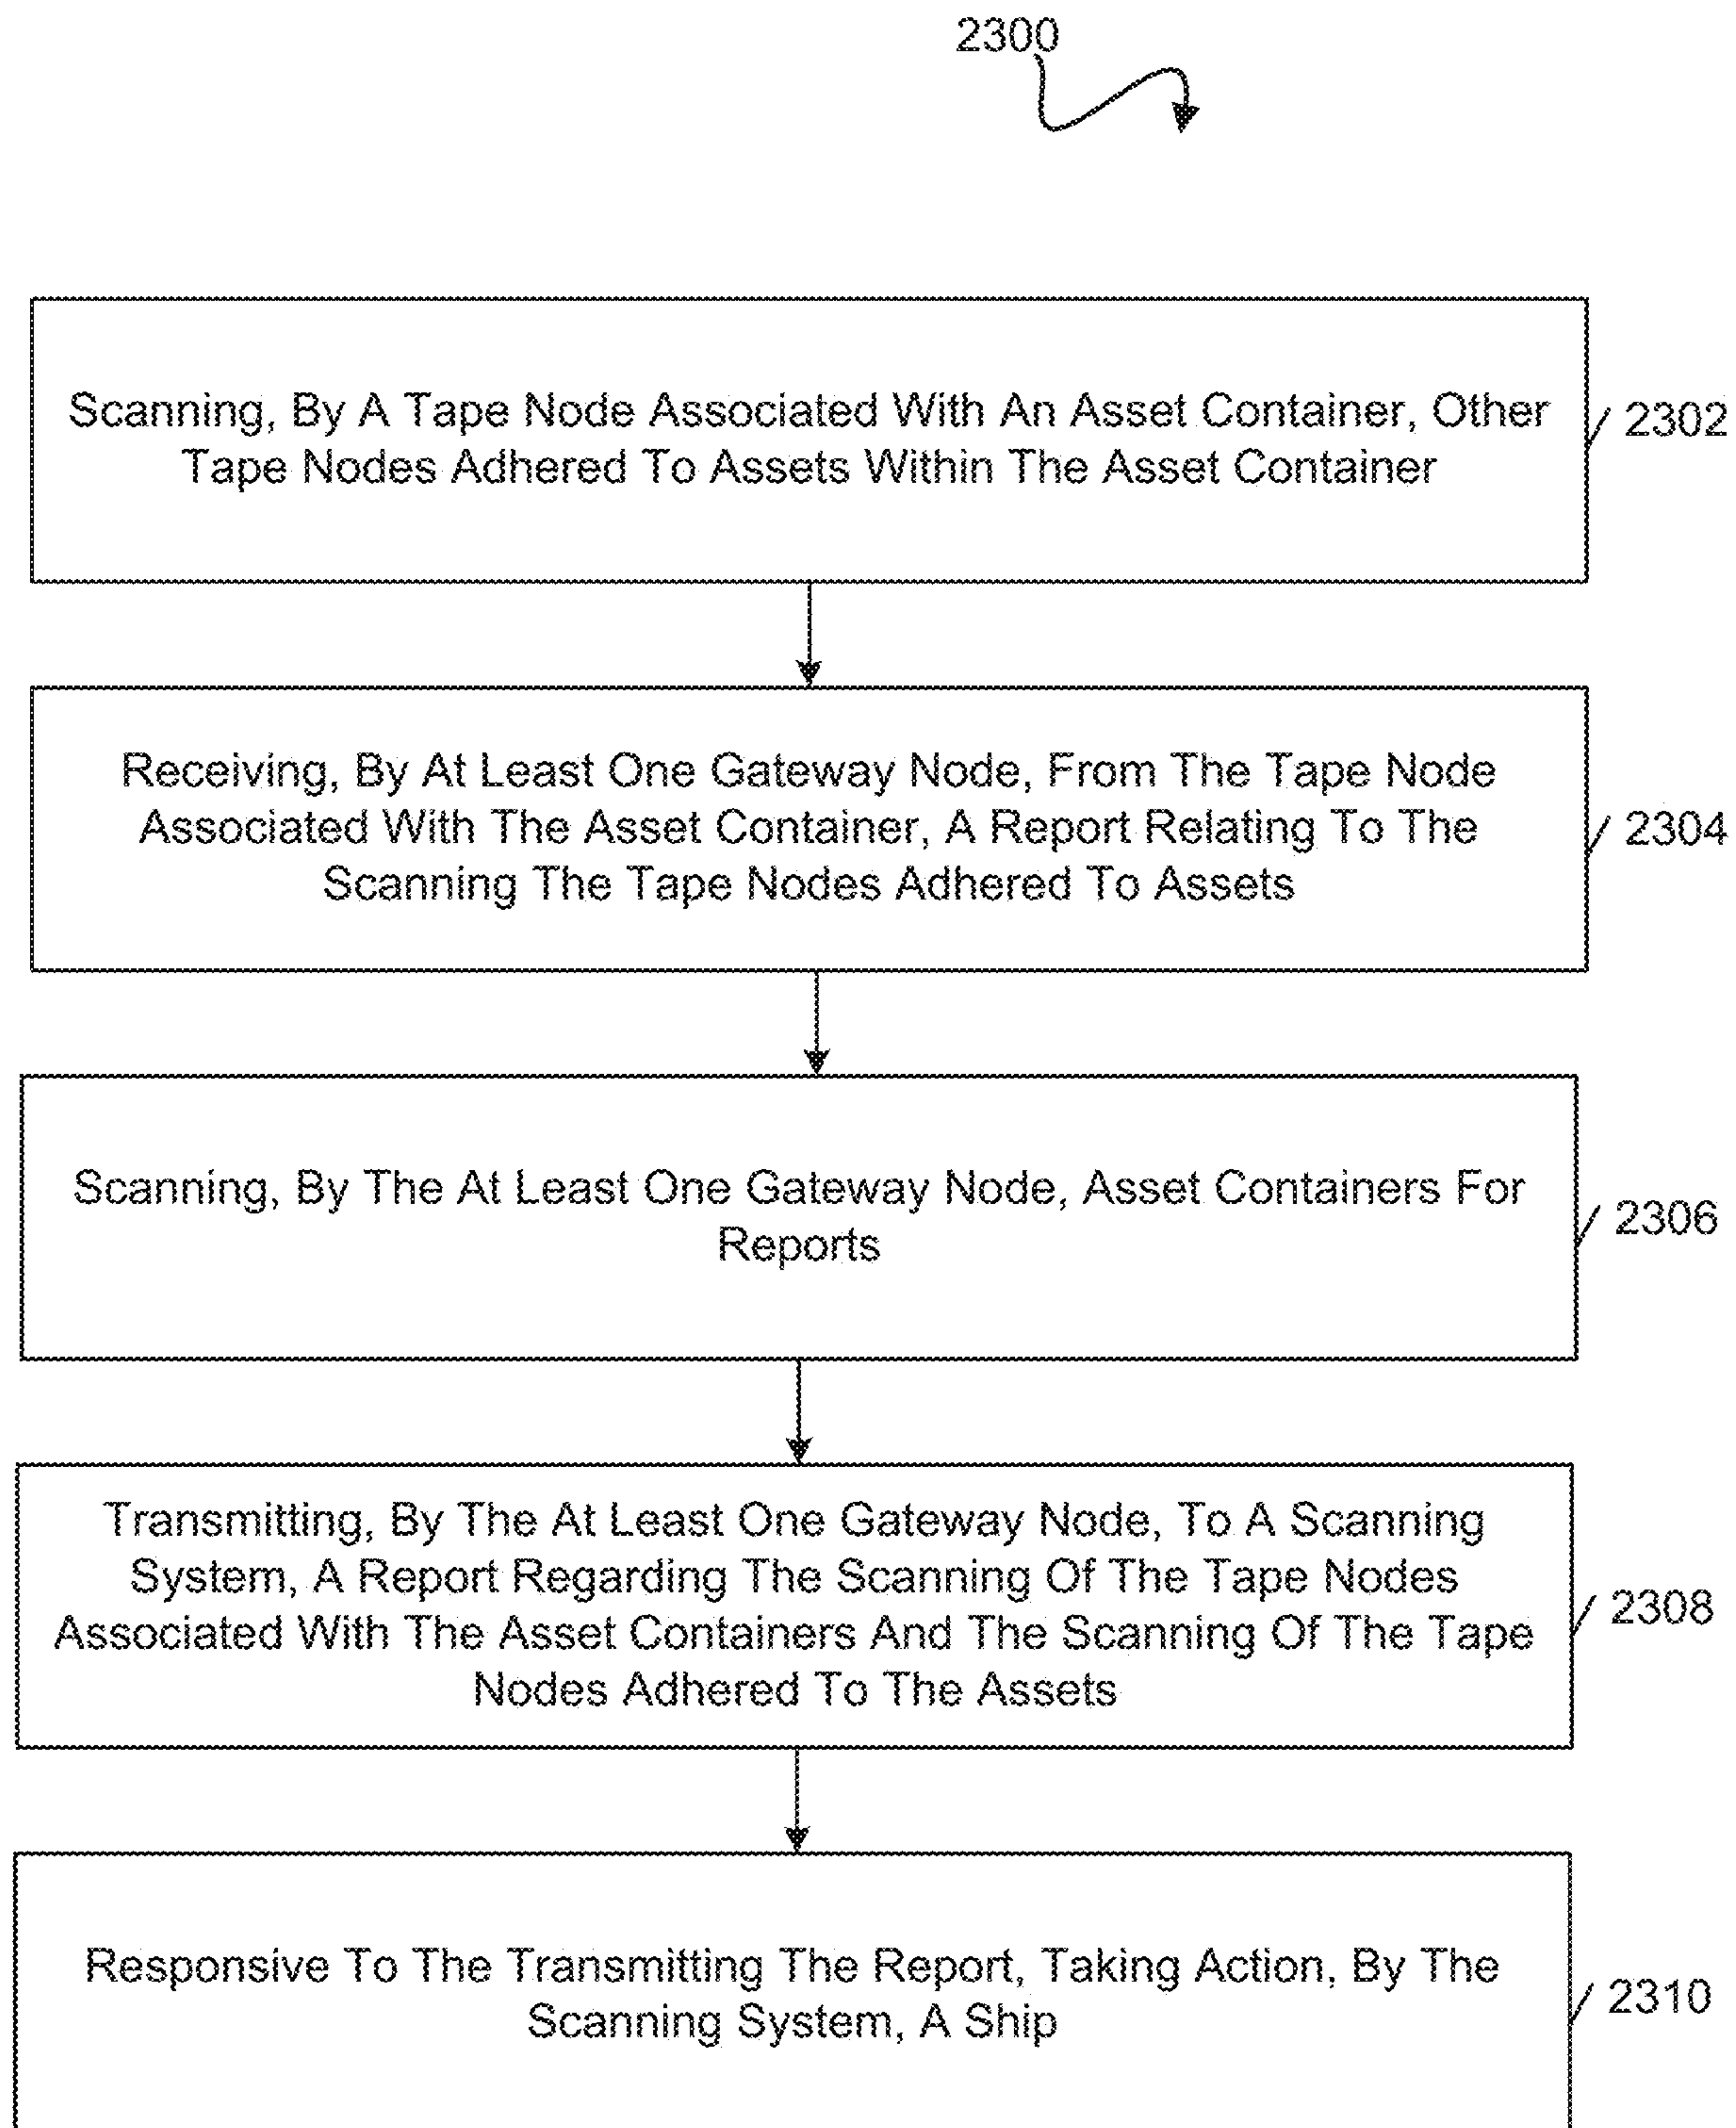 2300
Scanning, By A Tape Node Associated With An Asset Container, Other
Tape Nodes Adhered To Assets Within The Asset Container
2302
Receiving, By At Least One Gateway Node, From The Tape Node
Associated With The Asset Container, A Report Relating To The
Scanning The Tape Nodes Adhered To Assets
2304
Scanning, By The At Least One Gateway Node, Asset Containers For
Reports
2306
Transmitting, By The At Least One Gateway Node, To A Scanning
System, A Report Regarding The Scanning Of The Tape Nodes
Associated With The Asset Containers And The Scanning Of The Tape
Nodes Adhered To The Assets
2308
Responsive To The Transmitting The Report, Taking Action, By The
Scanning System, A Ship
2310